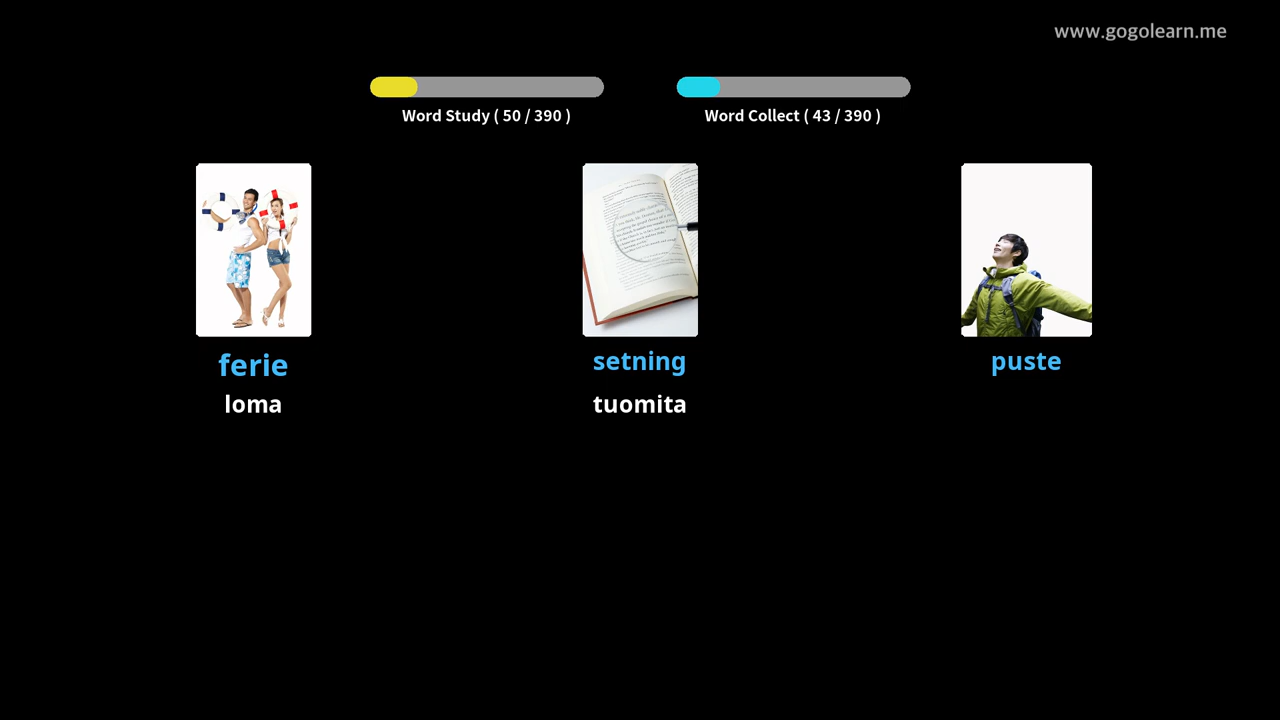 www.gogolearn.me
Word Study ( 50 / 390 )
Word Collect ( 43 / 390 )
ferie
setning
puste
loma
tuomita